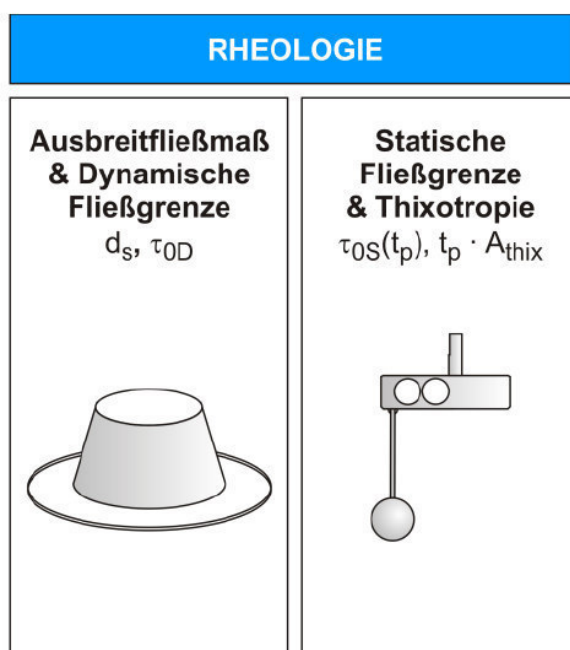 RHEOLOGIE
Ausbreitfließmaß
& Dynamische
Fließgrenze
dₛ, τ0D
Statische
Fließgrenze
& Thixotropie
τ0S(tp), tp · Athix